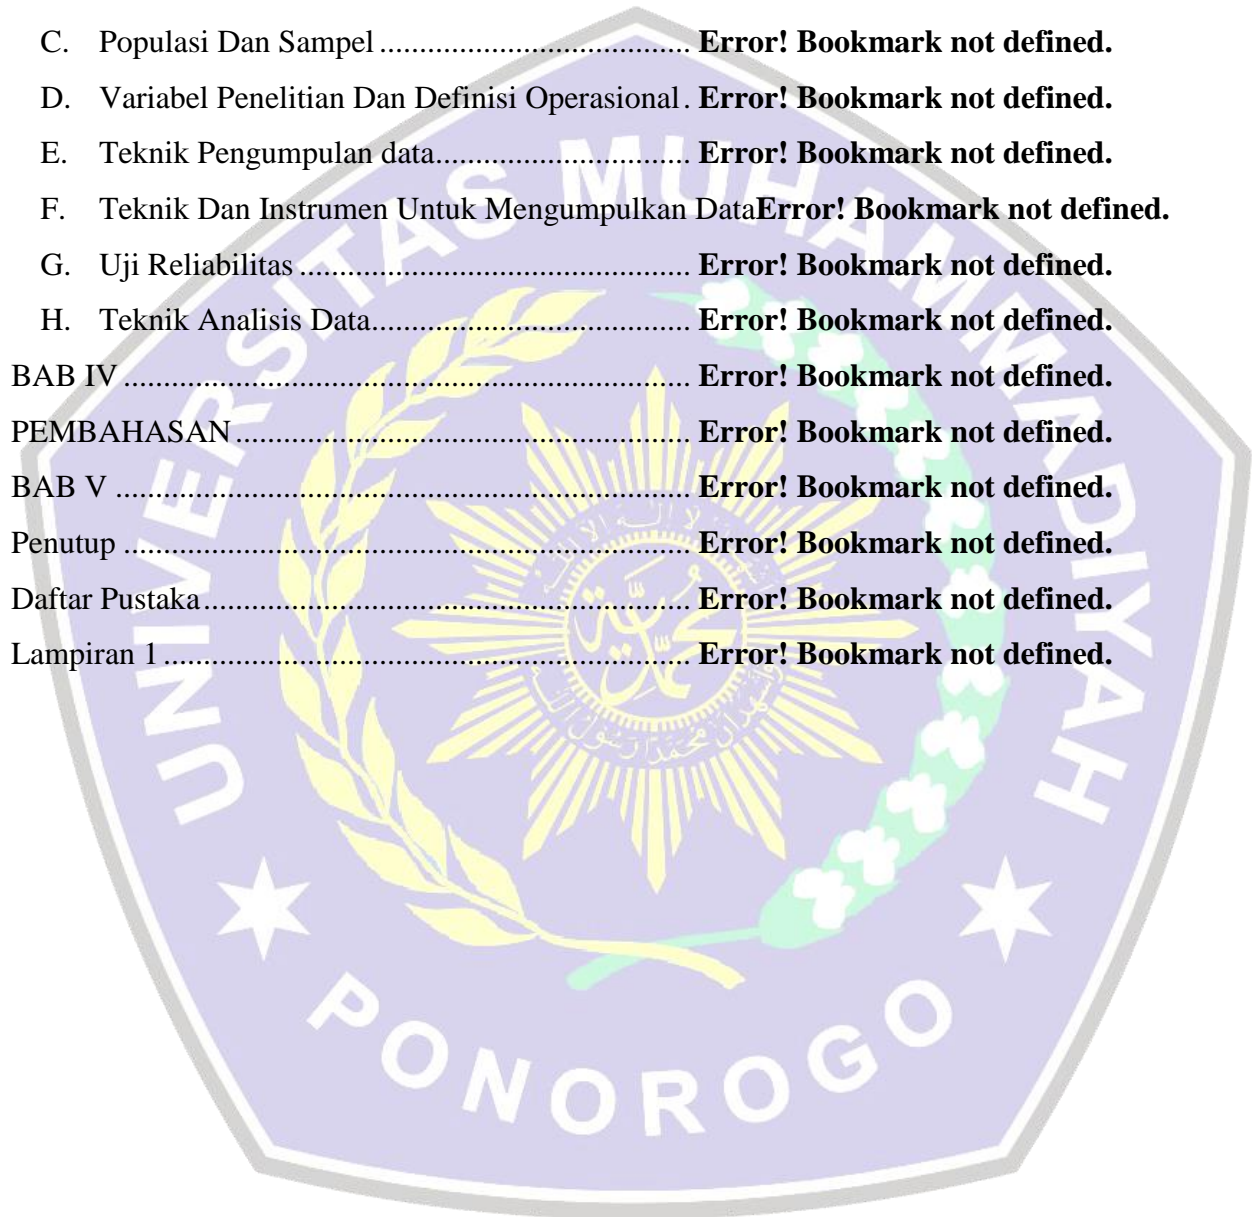 C. Populasi Dan Sampel ................................................ Error! Bookmark not defined.
D. Variabel Penelitian Dan Definisi Operasional. Error! Bookmark not defined.
E. Teknik Pengumpulan data....................................... Error! Bookmark not defined.
F. Teknik Dan Instrumen Untuk Mengumpulkan DataError! Bookmark not defined.
G. Uji Reliabilitas ................................................................ Error! Bookmark not defined.
H. Teknik Analisis Data................................................. Error! Bookmark not defined.
BAB IV ....................................................................................... Error! Bookmark not defined.
PEMBAHASAN ...................................................................... Error! Bookmark not defined.
BAB V ........................................................................................ Error! Bookmark not defined.
Penutup ...................................................................................... Error! Bookmark not defined.
Daftar Pustaka.......................................................................... Error! Bookmark not defined.
Lampiran 1................................................................................. Error! Bookmark not defined.
UNIVERSITAS MUHAMMADIYAH
PONOROGO